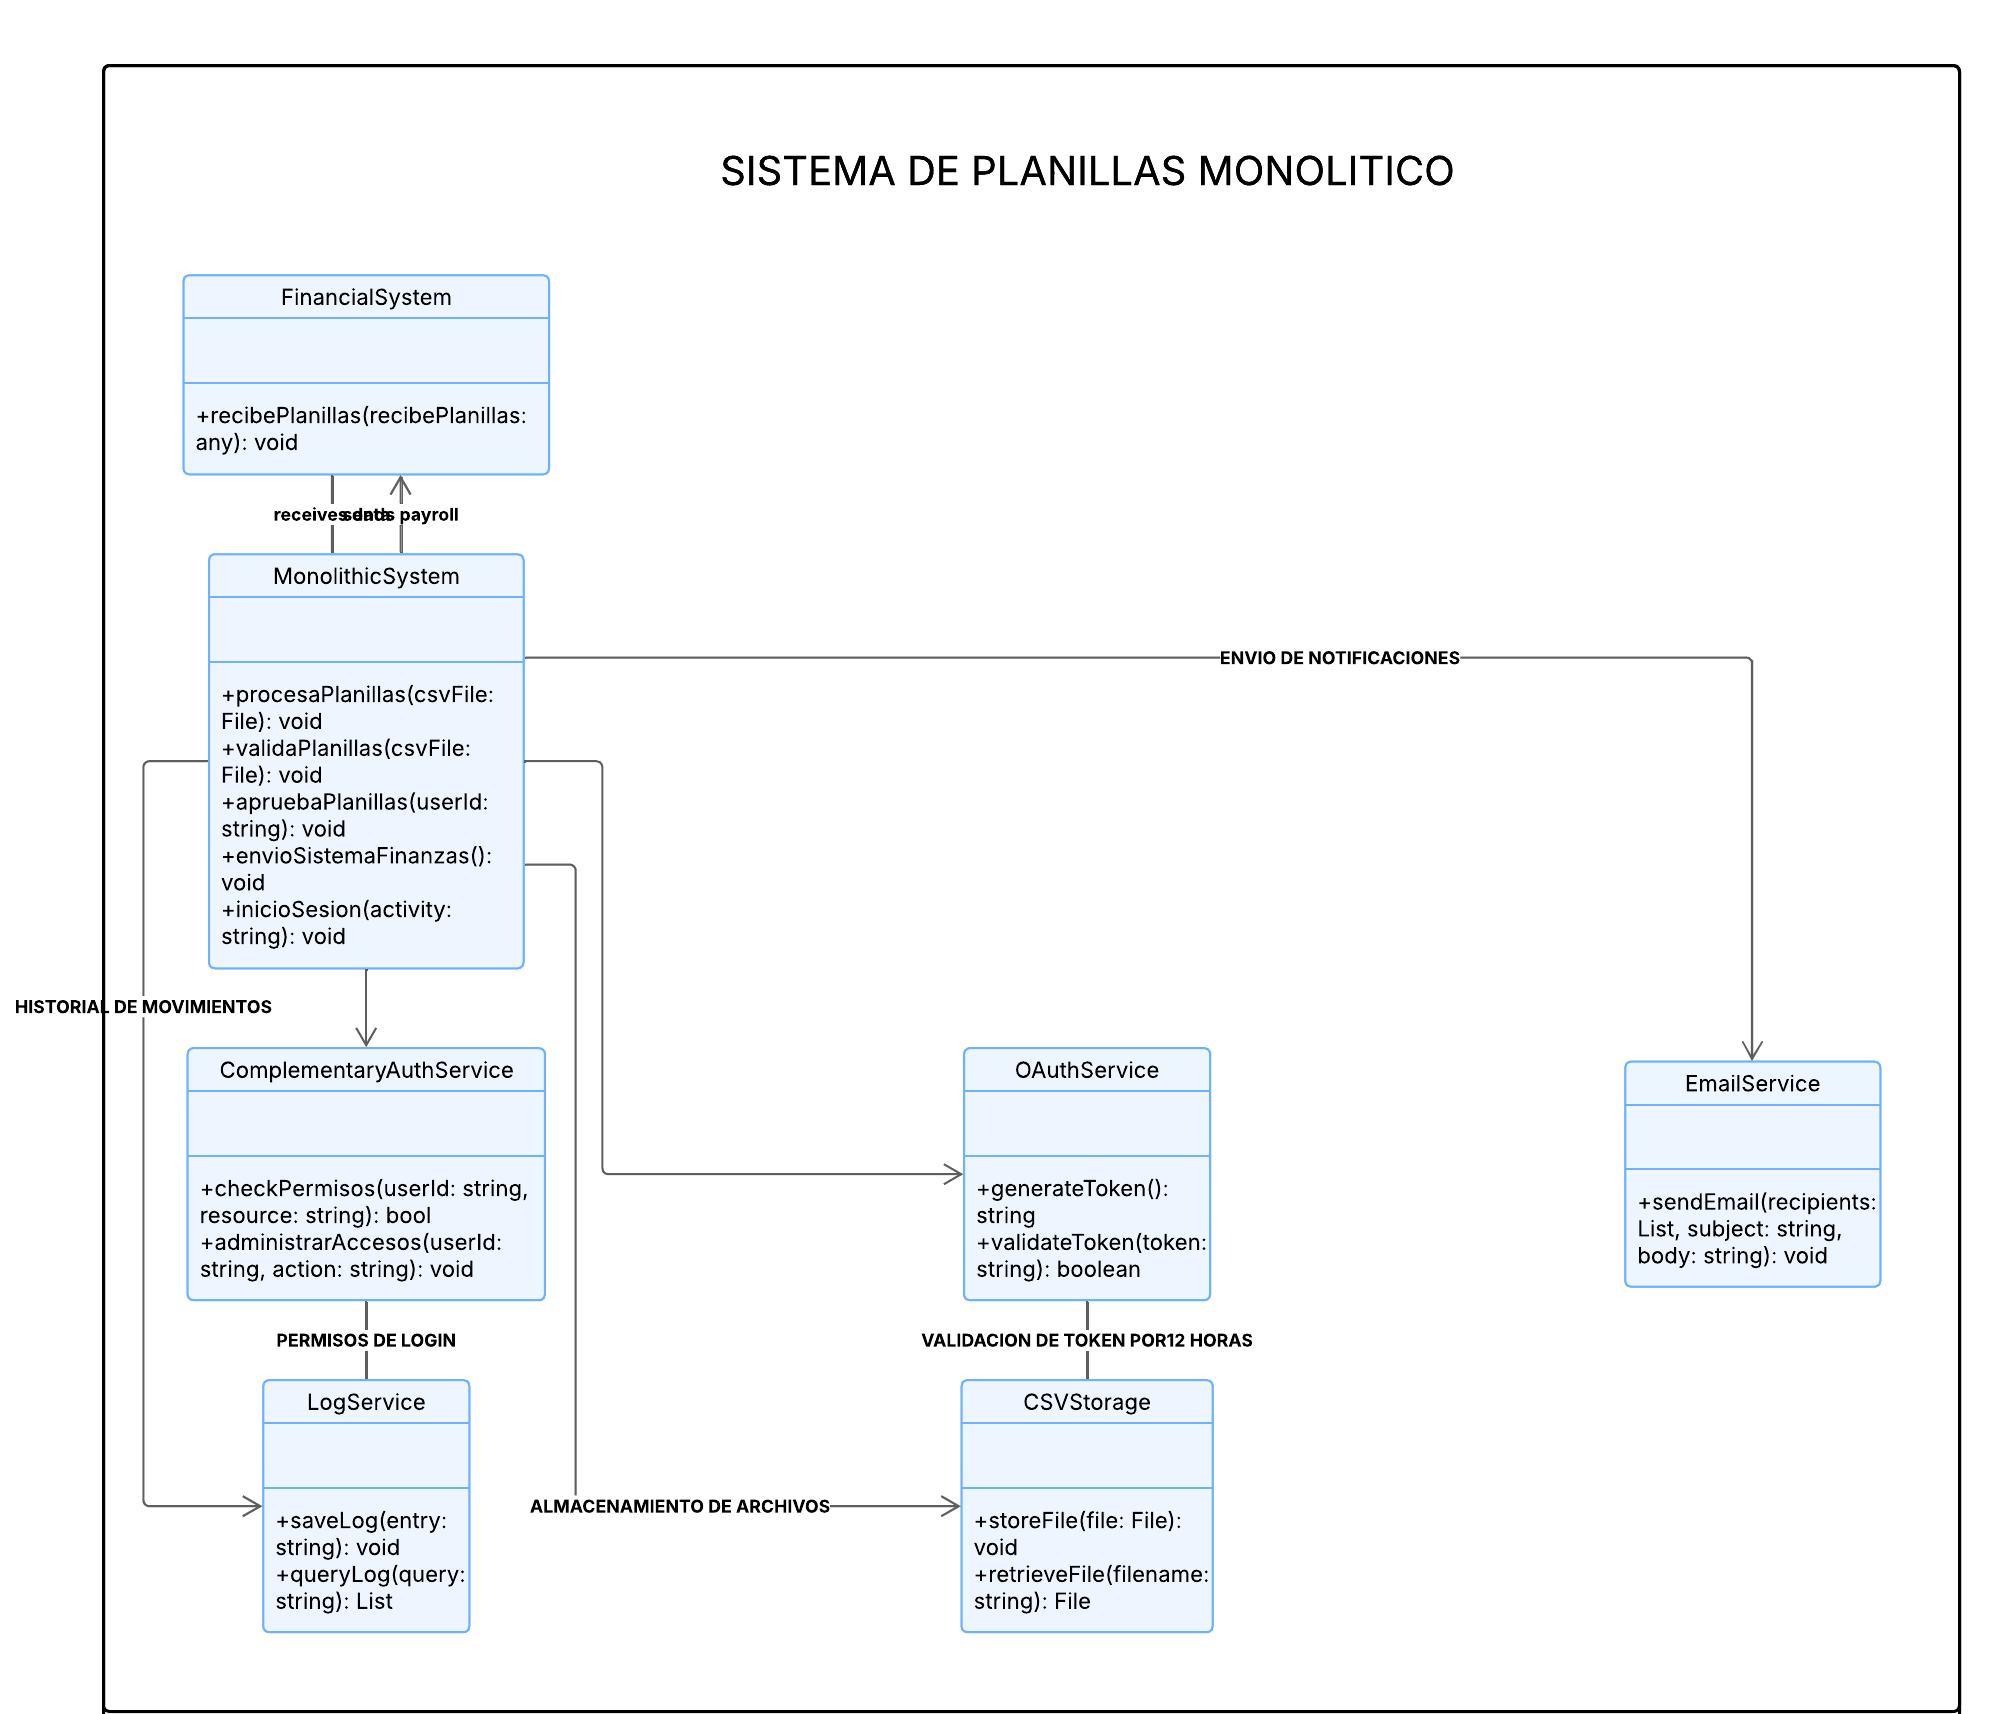 SISTEMA DE PLANILLAS MONOLITICO
FinancialSystem
+recibePlanillas(recibePlanillas:
any): void
receives
payroll
MonolithicSystem
+procesaPlanillas(csvFile:
File): void
+validaPlanillas(csvFile:
File): void
+apruebaPlanillas(userId:
string): void
+envioSistemaFinanzas():
void
+inicioSesion(activity:
string): void
ENVIO DE NOTIFICACIONES
HISTORIAL DE MOVIMIENTOS
ComplementaryAuthService
+checkPermisos(userId: string,
resource: string): bool
+administrarAccesos(userId:
string, action: string): void
OAuthService
+generateToken():
string
+validateToken(token:
string): boolean
EmailService
+sendEmail(recipients:
List, subject: string,
body: string): void
PERMISOS DE LOGIN
VALIDACION DE TOKEN POR12 HORAS
LogService
+saveLog(entry:
string): void
+queryLog(query:
string): List
ALMACENAMIENTO DE ARCHIVOS
CSVStorage
+storeFile(file: File):
void
+retrieveFile(filename:
string): File